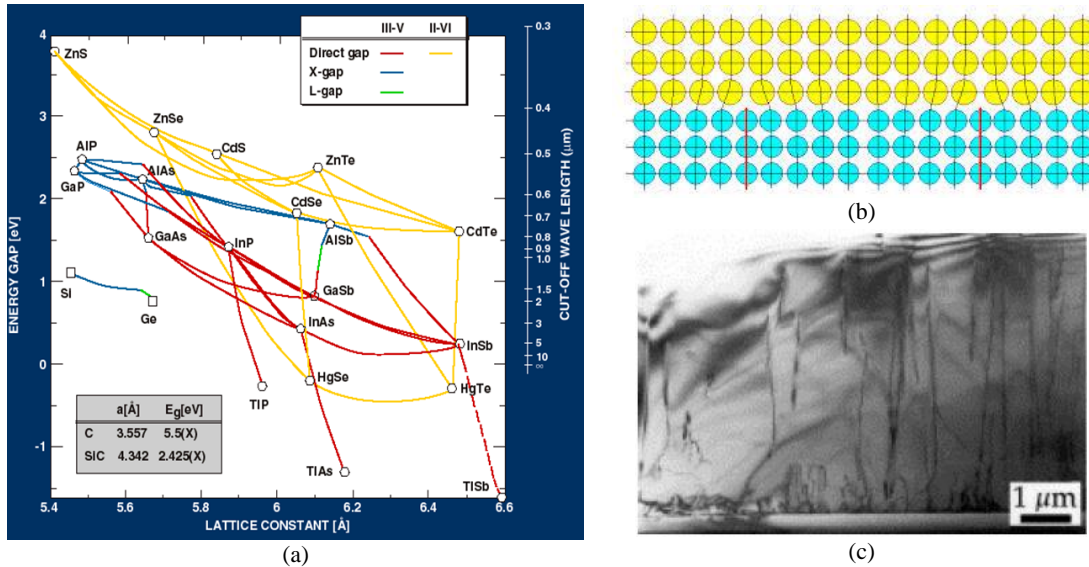 III-V II-VI
Direct gap
X-gap
L-gap
4
3
2
1
0
-1
ENERGY GAP [eV]
5.4 5.6 5.8 6.0 6.2 6.4 6.6
LATTICE CONSTANT [Å]
0.3
0.4
0.5
0.6
0.7
0.8
0.9
1.0
1.5
2
3
5
10
∞
CUT-OFF WAVE LENGTH (µm)
ZnS
ZnSe
CdS
ZnTe
AlP
AlAs
GaP
CdSe
AlSb
CdTe
GaAs
InP
Si
Ge
GaSb
InAs
InSb
HgSe
HgTe
TlP
TlAs
TlSb
a[Å] Eg[eV]
C 3.557 5.5(X)
SiC 4.342 2.425(X)
(a)
(b)
1 µm
(c)